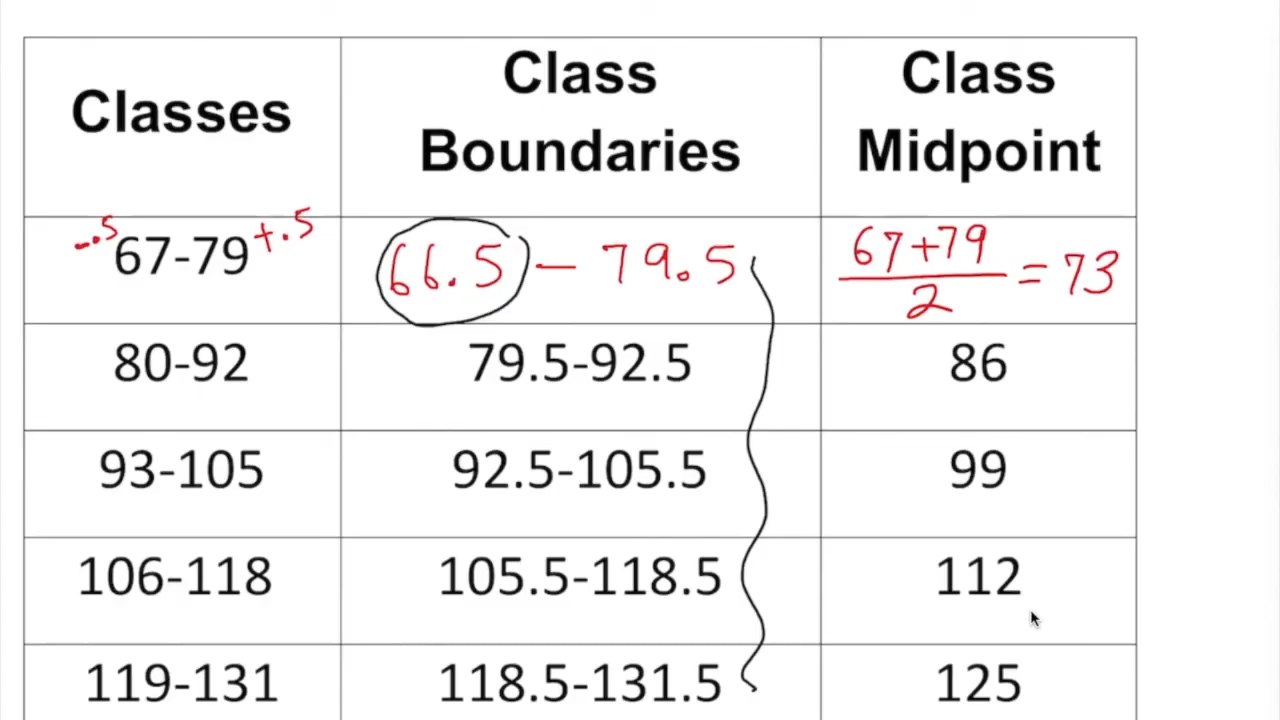 Classes
Class
Boundaries
Class
Midpoint
-.5 67-79 +.5
66.5 - 79.5
67+79
2
= 73
80-92
79.5-92.5
86
93-105
92.5-105.5
99
106-118
105.5-118.5
112
119-131
118.5-131.5
125